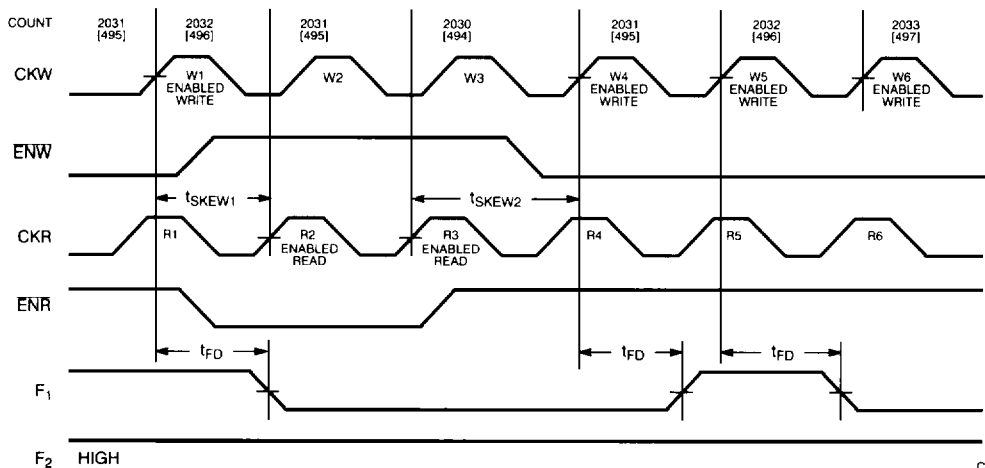 COUNT 2031 2032 2031 2030 2031 2032 2033
[495] [496] [495] [494] [495] [496] [497]
CKW W1 W2 W3 W4 W5 W6
ENABLED ENABLED ENABLED ENABLED
WRITE WRITE WRITE WRITE
ENW
tSKEW1 tSKEW2
CKR R1 R2 R3 R4 R5 R6
ENABLED ENABLED
READ READ
ENR
tFD tFD tFD
F1
F2 HIGH